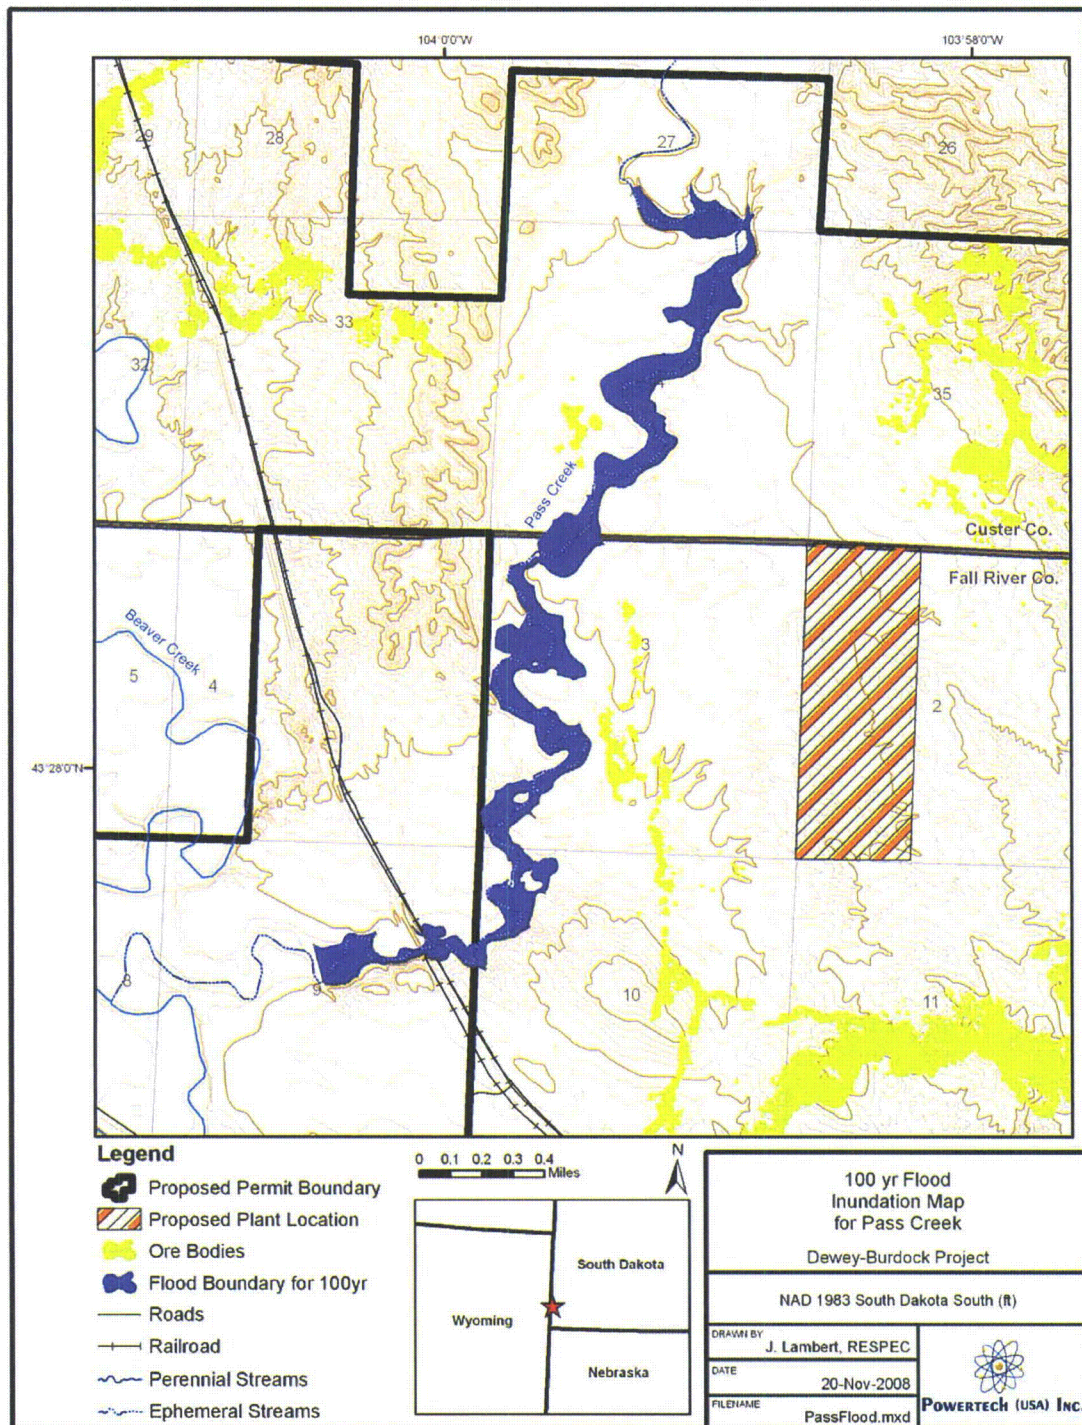 104°0'0"W
103°58'0"W
29
28
27
26
33
32
35
4
Pass Creek
Custer Co.
Fall River Co.
Beaver Creek
5
4
3
2
43°28'0"N
8
9
10
11
Legend
Proposed Permit Boundary
Proposed Plant Location
Ore Bodies
Flood Boundary for 100yr
Roads
Railroad
Perennial Streams
Ephemeral Streams
0 0.1 0.2 0.3 0.4
Miles
N
South Dakota
Wyoming
Nebraska
100 yr Flood
Inundation Map
for Pass Creek
Dewey-Burdock Project
NAD 1983 South Dakota South (ft)
DRAWN BY
J. Lambert, RESPEC
DATE
20-Nov-2008
FILENAME
PassFlood.mxd
POWERTECH (USA) INC.